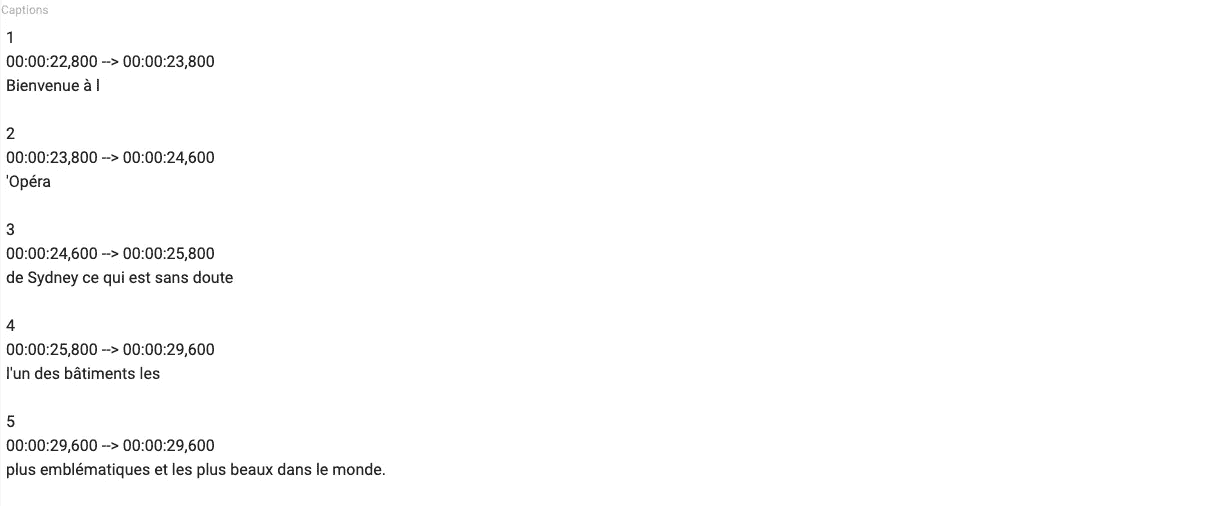 Captions
1
00:00:22,800 --> 00:00:23,800
Bienvenue à l
2
00:00:23,800 --> 00:00:24,600
'Opéra
3
00:00:24,600 --> 00:00:25,800
de Sydney ce qui est sans doute
4
00:00:25,800 --> 00:00:29,600
l'un des bâtiments les
5
00:00:29,600 --> 00:00:29,600
plus emblématiques et les plus beaux dans le monde.